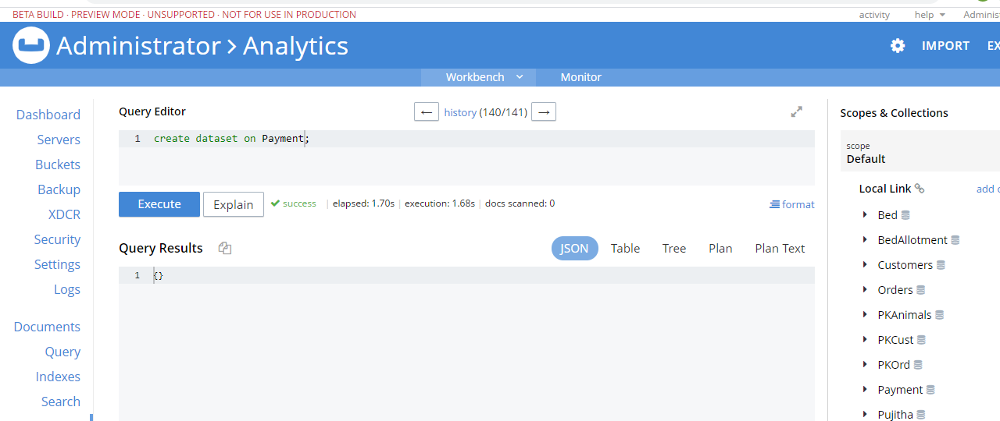 BETA BUILD · PREVIEW MODE · UNSUPPORTED · NOT FOR USE IN PRODUCTION
activity help Adminis
Administrator > Analytics
IMPORT EX
Workbench Monitor
Dashboard
Servers
Buckets
Backup
XDCR
Security
Settings
Logs
Documents
Query
Indexes
Search
Query Editor
← history (140/141) →
1 create dataset on Payment;
Execute Explain success | elapsed: 1.70s | execution: 1.68s | docs scanned: 0
format
Query Results
JSON Table Tree Plan Plan Text
1 {}
Scopes & Collections
scope
Default
Local Link add
Bed
BedAllotment
Customers
Orders
PKAnimals
PKCust
PKOrd
Payment
Pujitha